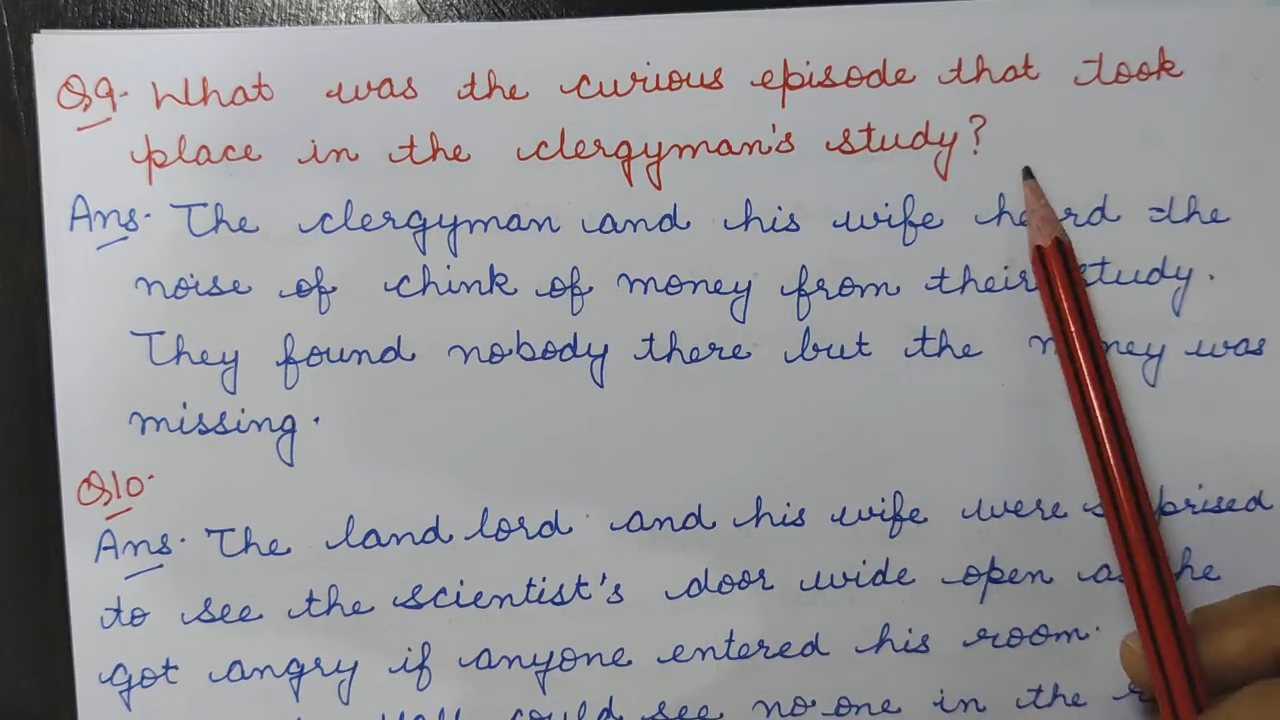 Q9. What was the curious episode that took
place in the clergyman's study?
Ans. The clergyman and his wife heard the
noise of chink of money from their study.
They found nobody there but the money was
missing.
Q10.
Ans. The land lord and his wife were surprised
to see the scientist's door wide open as he
got angry if anyone entered his room.
Hall could see no one in the